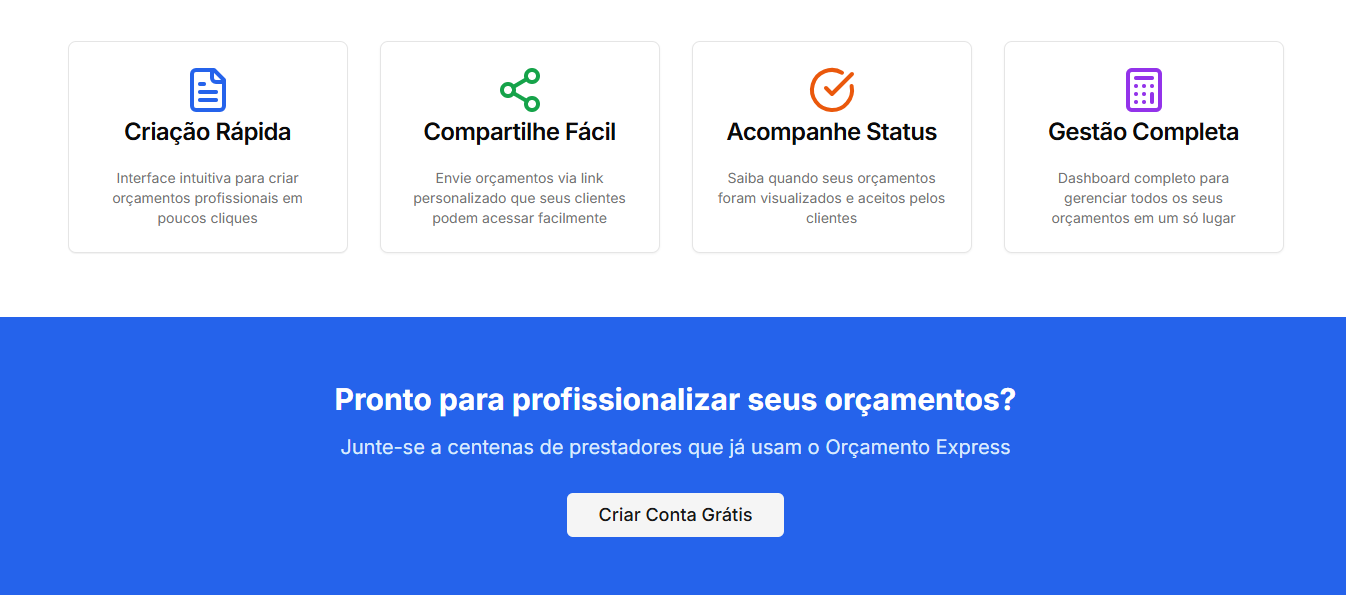 Criação Rápida
Interface intuitiva para criar
orçamentos profissionais em
poucos cliques
Compartilhe Fácil
Envie orçamentos via link
personalizado que seus clientes
podem acessar facilmente
Acompanhe Status
Saiba quando seus orçamentos
foram visualizados e aceitos pelos
clientes
Gestão Completa
Dashboard completo para
gerenciar todos os seus
orçamentos em um só lugar
Pronto para profissionalizar seus orçamentos?
Junte-se a centenas de prestadores que já usam o Orçamento Express
Criar Conta Grátis